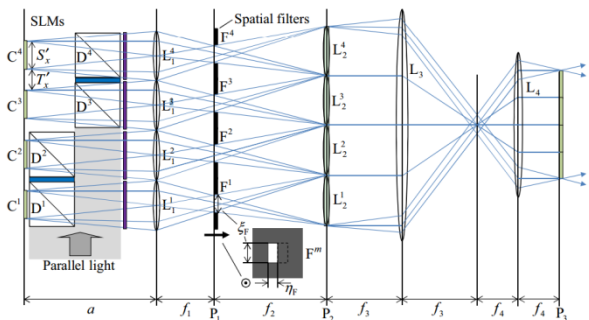 SLMs
Spatial filters
C⁴
S′ₓ
T′ₓ
D⁴
L₁⁴
F⁴
L₂⁴
L₃
C³
D³
L₁³
F³
L₂³
L₄
C²
D²
L₁²
F²
L₂²
C¹
D¹
L₁¹
F¹
L₂¹
ξF
Fᵐ
ηF
Parallel light
a
f₁
P₁
f₂
P₂
f₃
f₃
f₄
f₄
P₃